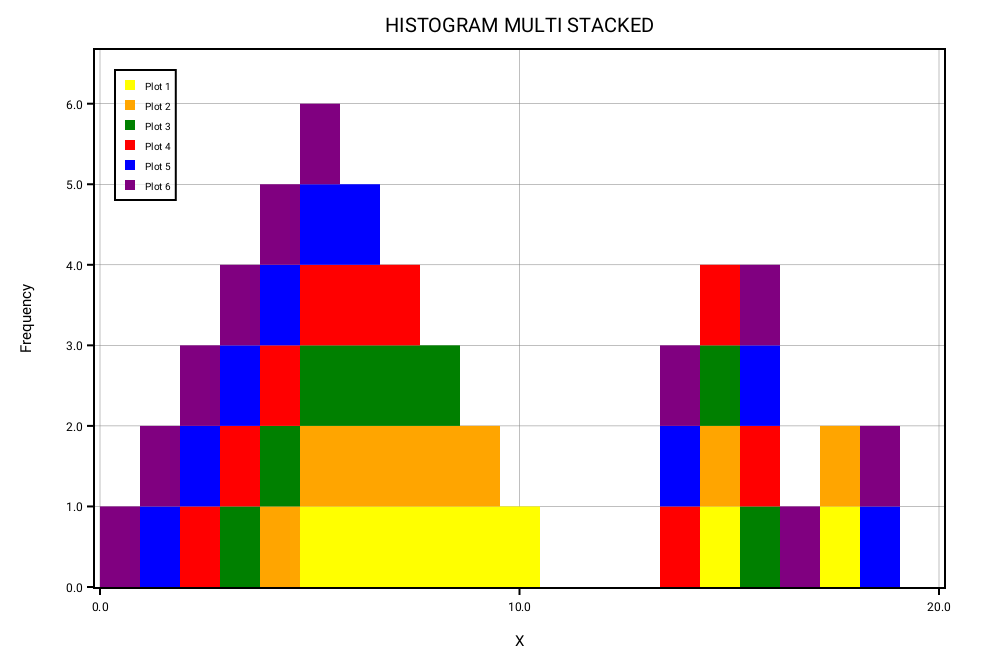 HISTOGRAM MULTI STACKED
Plot 1
Plot 2
Plot 3
Plot 4
Plot 5
Plot 6
Frequency
6.0
5.0
4.0
3.0
2.0
1.0
0.0
0.0 10.0 20.0
X